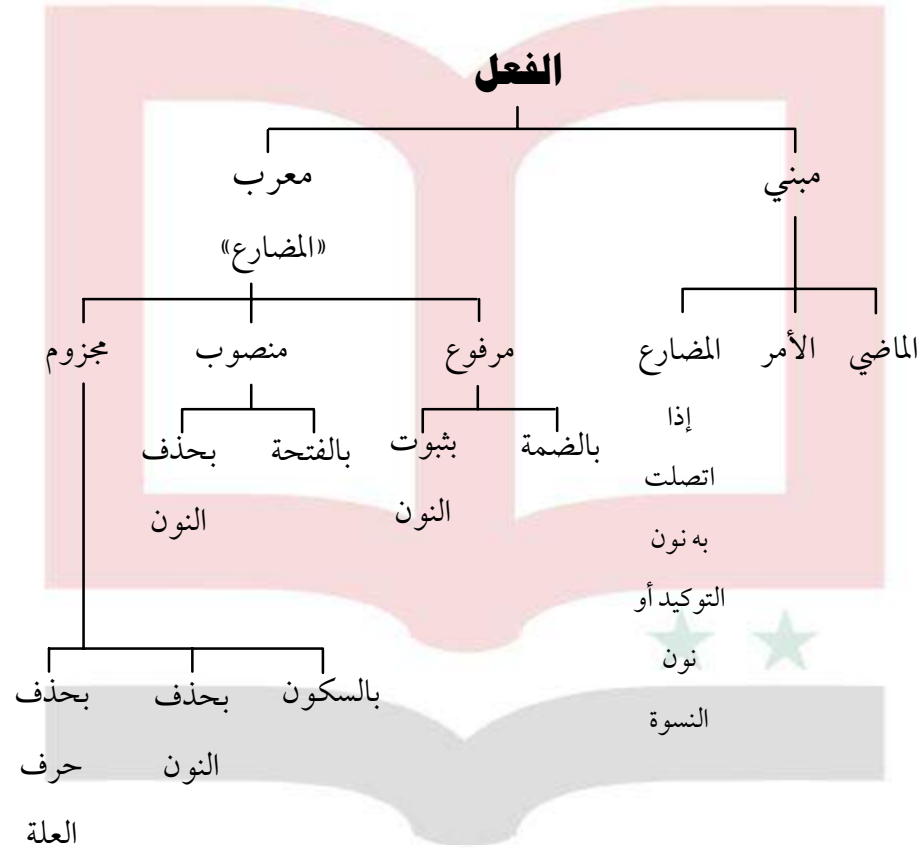 الفعل
مبني
معرب
«المضارع»
الماضي
الأمر
المضارع
إذا
اتصلت
به نون
التوكيد أو
نون
النسوة
مرفوع
منصوب
مجزوم
بالضمة
بثبوت
النون
بالفتحة
بحذف
النون
بالسكون
بحذف
النون
بحذف
حرف
العلة